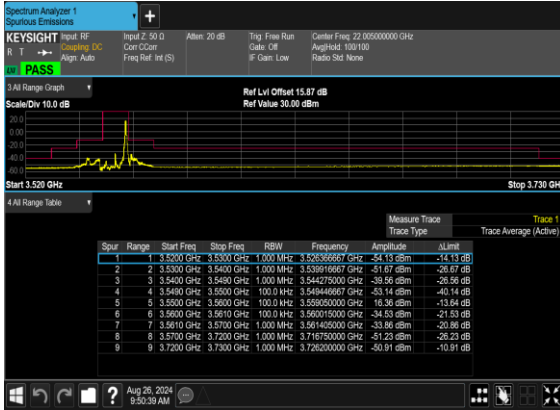 Spectrum Analyzer 1
Spurious Emissions
KEYSIGHT
R T
Input: RF
Coupling: DC
Align: Auto
Input Z: 50 Ω
Corr CCorr
Freq Ref: Int (S)
Atten: 20 dB
Trig: Free Run
Gate: Off
IF Gain: Low
Center Freq: 22.005000000 GHz
Avg|Hold: 100/100
Radio Std: None
PASS
3 All Range Graph
Scale/Div 10.0 dB
Ref Lvl Offset 15.87 dB
Ref Value 30.00 dBm
20.0
0.00
-20.0
-40.0
-60.0
Start 3.520 GHz
Stop 3.730 GH
4 All Range Table
Measure Trace Trace 1
Trace Type Trace Average (Active)
Spur Range Start Freq Stop Freq RBW Frequency Amplitude ΔLimit
1 1 3.5200 GHz 3.5300 GHz 1.000 MHz 3.526366667 GHz -54.13 dBm -14.13 dB
2 2 3.5300 GHz 3.5400 GHz 1.000 MHz 3.539916667 GHz -51.67 dBm -26.67 dB
3 3 3.5400 GHz 3.5490 GHz 1.000 MHz 3.544275000 GHz -39.56 dBm -26.56 dB
4 4 3.5490 GHz 3.5500 GHz 100.0 kHz 3.549446667 GHz -53.14 dBm -40.14 dB
5 5 3.5500 GHz 3.5600 GHz 100.0 kHz 3.559050000 GHz 16.36 dBm -13.64 dB
6 6 3.5600 GHz 3.5610 GHz 100.0 kHz 3.560015000 GHz -34.53 dBm -21.53 dB
7 7 3.5610 GHz 3.5700 GHz 1.000 MHz 3.561405000 GHz -33.86 dBm -20.86 dB
8 8 3.5700 GHz 3.7200 GHz 1.000 MHz 3.716750000 GHz -51.23 dBm -26.23 dB
9 9 3.7200 GHz 3.7300 GHz 1.000 MHz 3.726200000 GHz -50.91 dBm -10.91 dB
Aug 26, 2024
9:50:39 AM